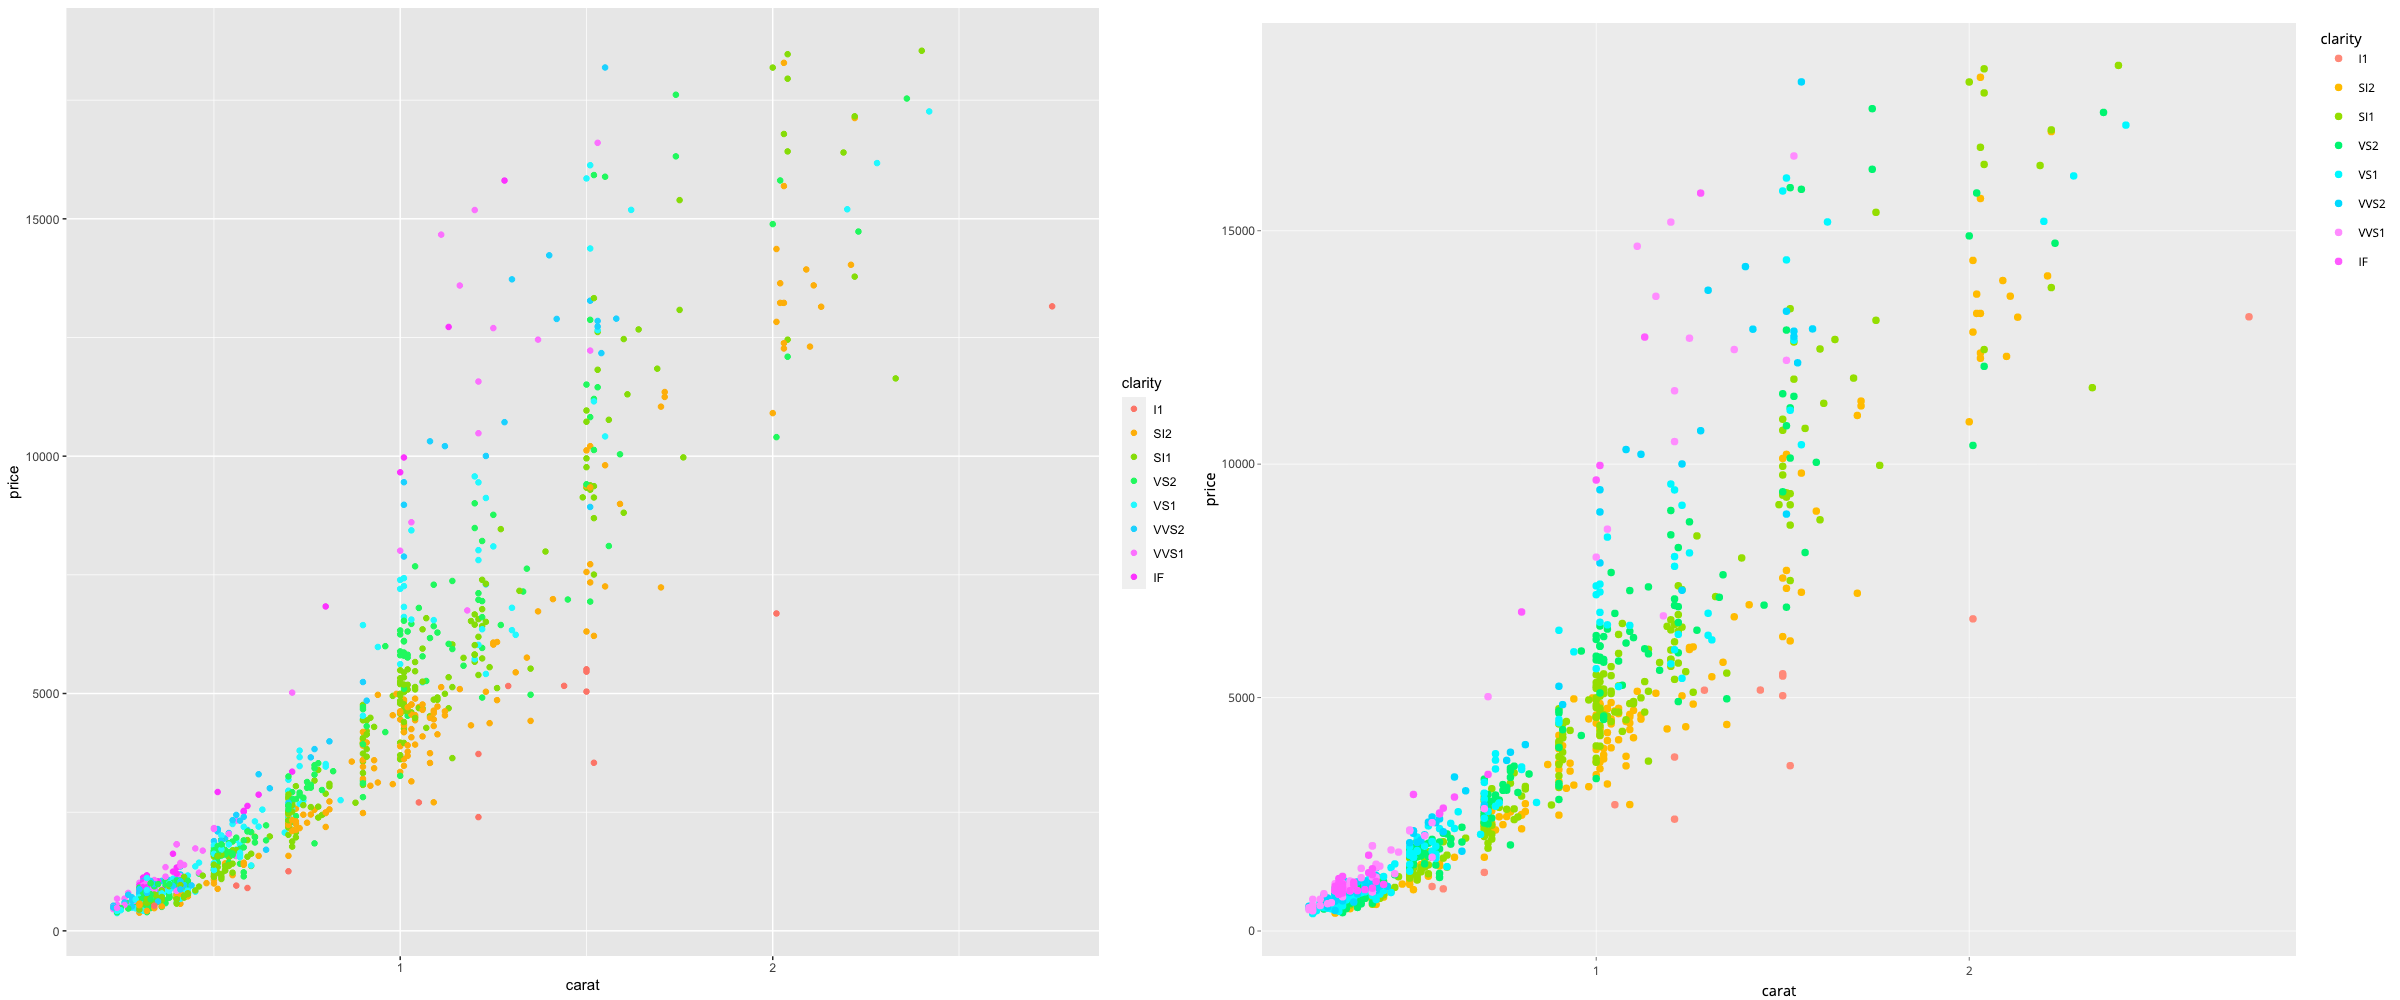 price
15000
10000
5000
0
1
2
carat
clarity
I1
SI2
SI1
VS2
VS1
VVS2
VVS1
IF
price
15000
10000
5000
0
1
2
carat
clarity
I1
SI2
SI1
VS2
VS1
VVS2
VVS1
IF